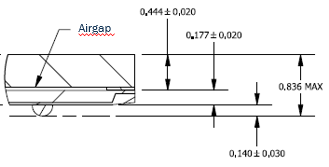 0.444 ± 0,020
Airgap
0.177 ± 0,020
0.836 MAX
0,140 ± 0,030